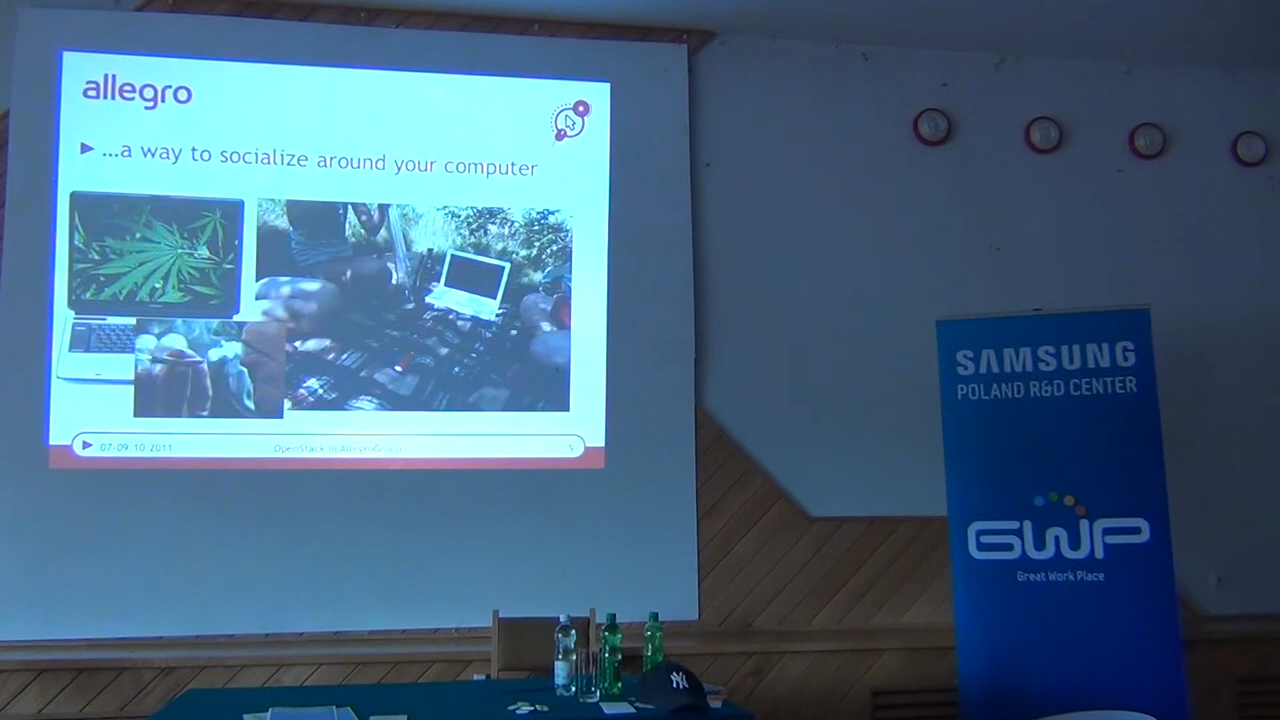 allegro
...a way to socialize around your computer
07-09.10.2011
OpenStack in AllegroGroup
5
SAMSUNG
POLAND R&D CENTER
GWP
Great Work Place
NY